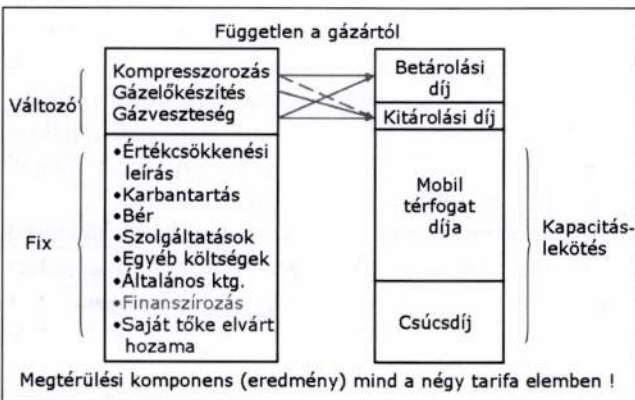 Független a gázártól
Változó
Kompresszorozás
Gázelőkészítés
Gázveszteség
Fix
•Értékcsökkenési
leírás
•Karbantartás
•Bér
•Szolgáltatások
•Egyéb költségek
•Általános ktg.
•Finanszírozás
•Saját tőke elvárt
hozama
Betárolási
díj
Kitárolási díj
Mobil
térfogat
díja
Csúcsdíj
Kapacitás-
lekötés
Megtérülési komponens (eredmény) mind a négy tarifa elemben !